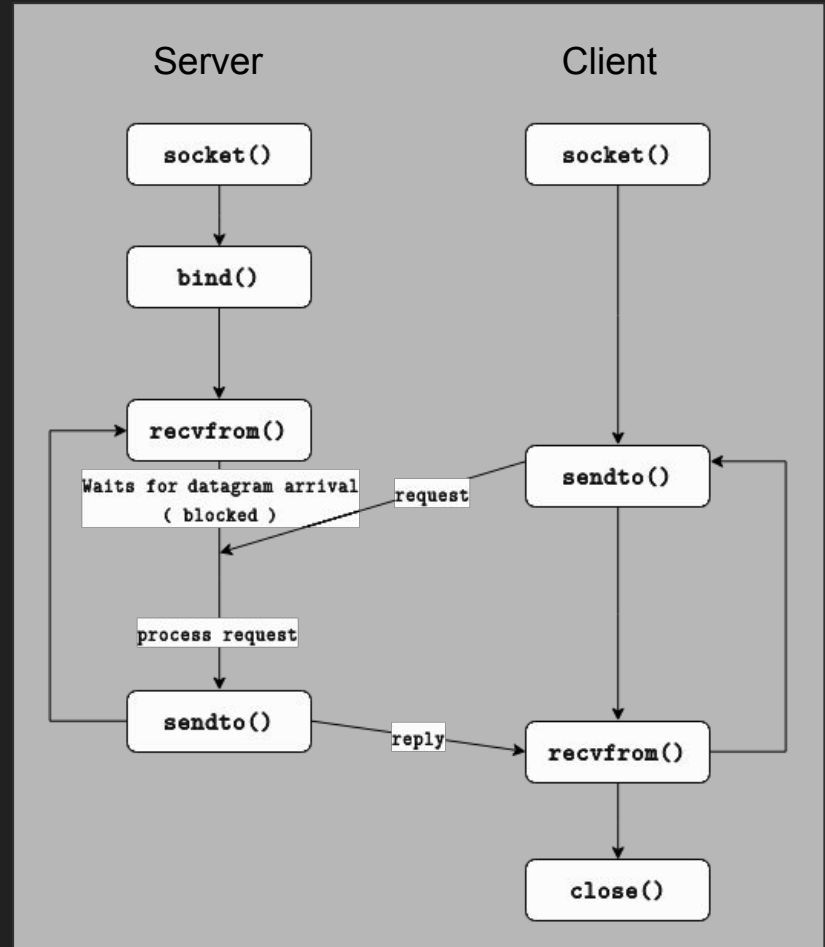 Server
Client
socket()
socket()
bind()
recvfrom()
Waits for datagram arrival
( blocked )
request
sendto()
process request
sendto()
reply
recvfrom()
close()